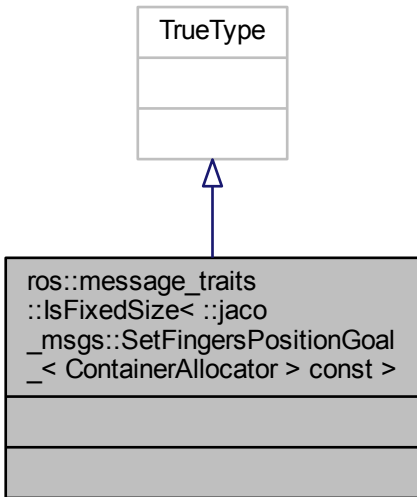 TrueType
ros::message_traits
::IsFixedSize< ::jaco
_msgs::SetFingersPositionGoal
_< ContainerAllocator > const >